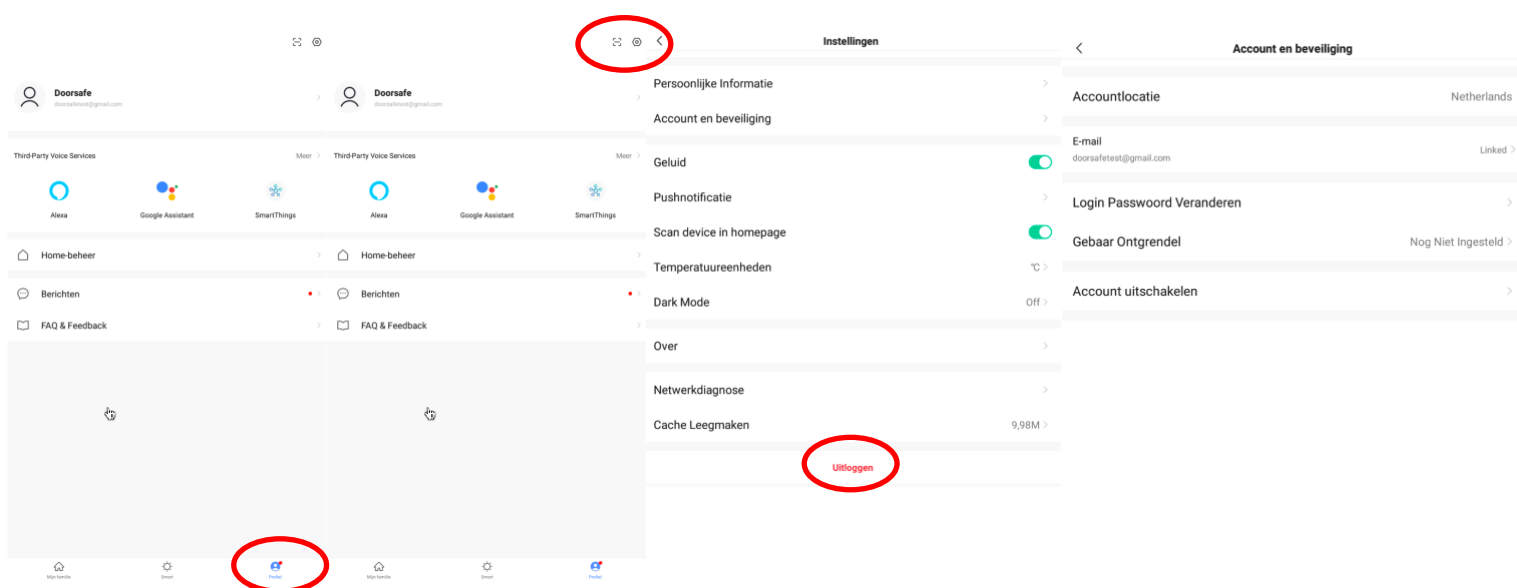 Doorsafe
doorsafetest@gmail.com
Third-Party Voice Services Meer
Alexa Google Assistant SmartThings
Home-beheer
Berichten
FAQ & Feedback
Mijn familie Smart Profiel
Doorsafe
doorsafetest@gmail.com
Third-Party Voice Services Meer
Alexa Google Assistant SmartThings
Home-beheer
Berichten
FAQ & Feedback
Mijn familie Smart Profiel
Instellingen
Persoonlijke Informatie
Account en beveiliging
Geluid
Pushnotificatie
Scan device in homepage
Temperatuureenheden °C
Dark Mode Off
Over
Netwerkdiagnose
Cache Leegmaken 9,98M
Uitloggen
Account en beveiliging
Accountlocatie Netherlands
E-mail
doorsafetest@gmail.com Linked
Login Passwoord Veranderen
Gebaar Ontgrendel Nog Niet Ingesteld
Account uitschakelen